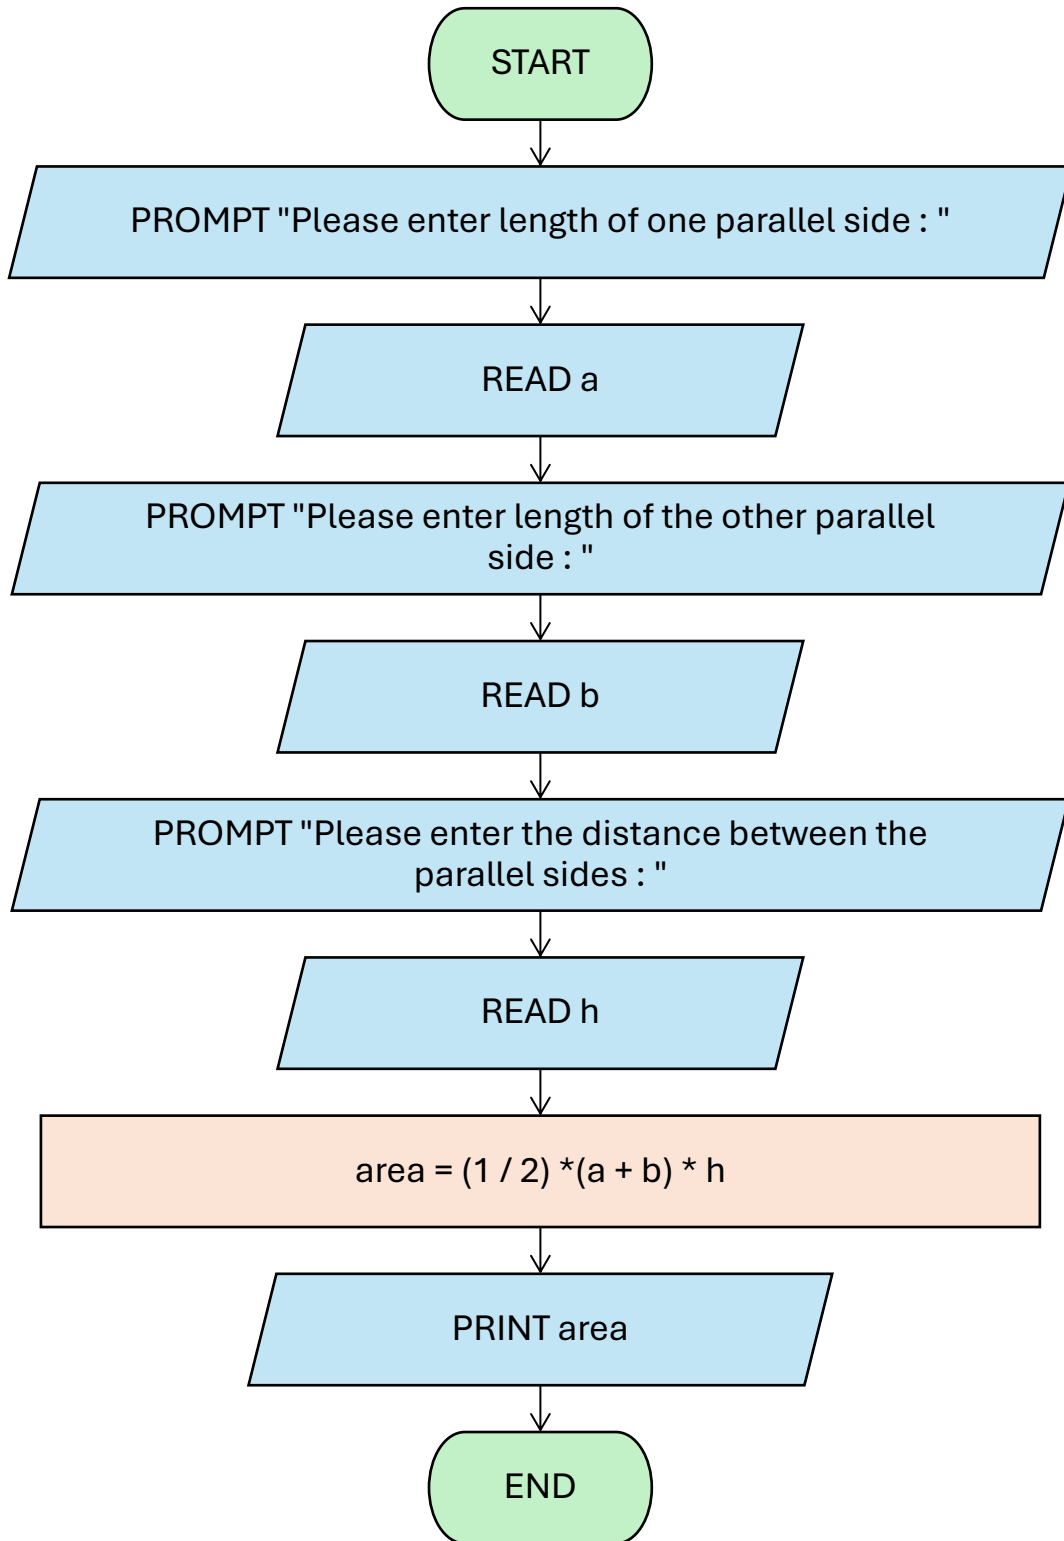 START
PROMPT "Please enter length of one parallel side : "
READ a
PROMPT "Please enter length of the other parallel
side : "
READ b
PROMPT "Please enter the distance between the
parallel sides : "
READ h
area = (1 / 2) *(a + b) * h
PRINT area
END